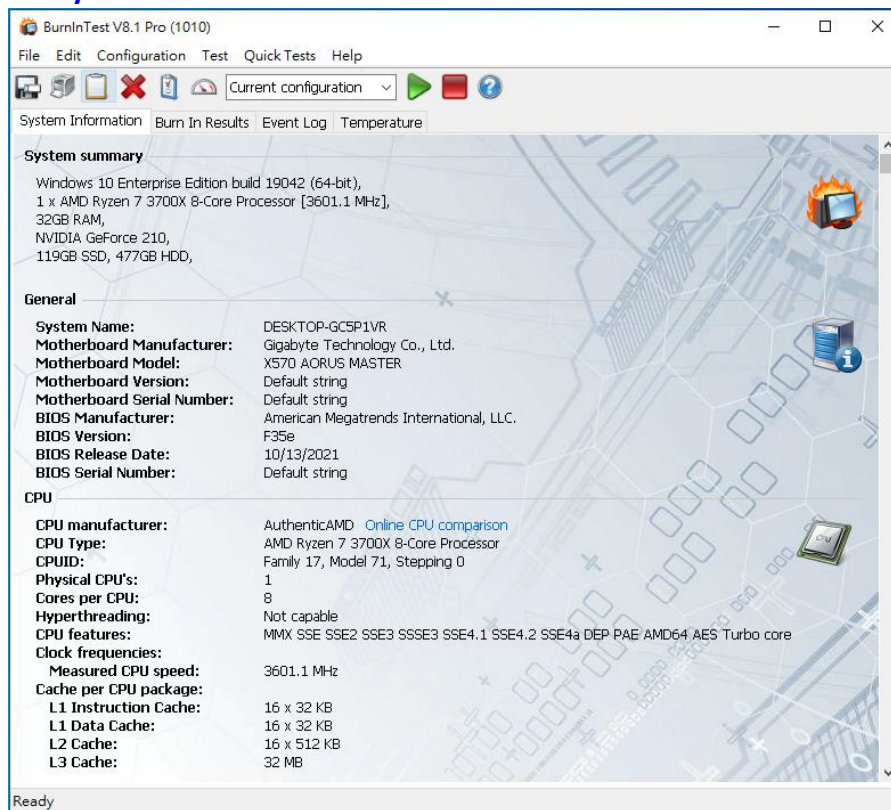 BurnInTest V8.1 Pro (1010)
File Edit Configuration Test Quick Tests Help
Current configuration
System Information Burn In Results Event Log Temperature
System summary
Windows 10 Enterprise Edition build 19042 (64-bit),
1 x AMD Ryzen 7 3700X 8-Core Processor [3601.1 MHz],
32GB RAM,
NVIDIA GeForce 210,
119GB SSD, 477GB HDD,
General
System Name: DESKTOP-GC5P1VR
Motherboard Manufacturer: Gigabyte Technology Co., Ltd.
Motherboard Model: X570 AORUS MASTER
Motherboard Version: Default string
Motherboard Serial Number: Default string
BIOS Manufacturer: American Megatrends International, LLC.
BIOS Version: F35e
BIOS Release Date: 10/13/2021
BIOS Serial Number: Default string
CPU
CPU manufacturer: AuthenticAMD Online CPU comparison
CPU Type: AMD Ryzen 7 3700X 8-Core Processor
CPUID: Family 17, Model 71, Stepping 0
Physical CPU's: 1
Cores per CPU: 8
Hyperthreading: Not capable
CPU features: MMX SSE SSE2 SSE3 SSSE3 SSE4.1 SSE4.2 SSE4a DEP PAE AMD64 AES Turbo core
Clock frequencies:
Measured CPU speed: 3601.1 MHz
Cache per CPU package:
L1 Instruction Cache: 16 x 32 KB
L1 Data Cache: 16 x 32 KB
L2 Cache: 16 x 512 KB
L3 Cache: 32 MB
Ready